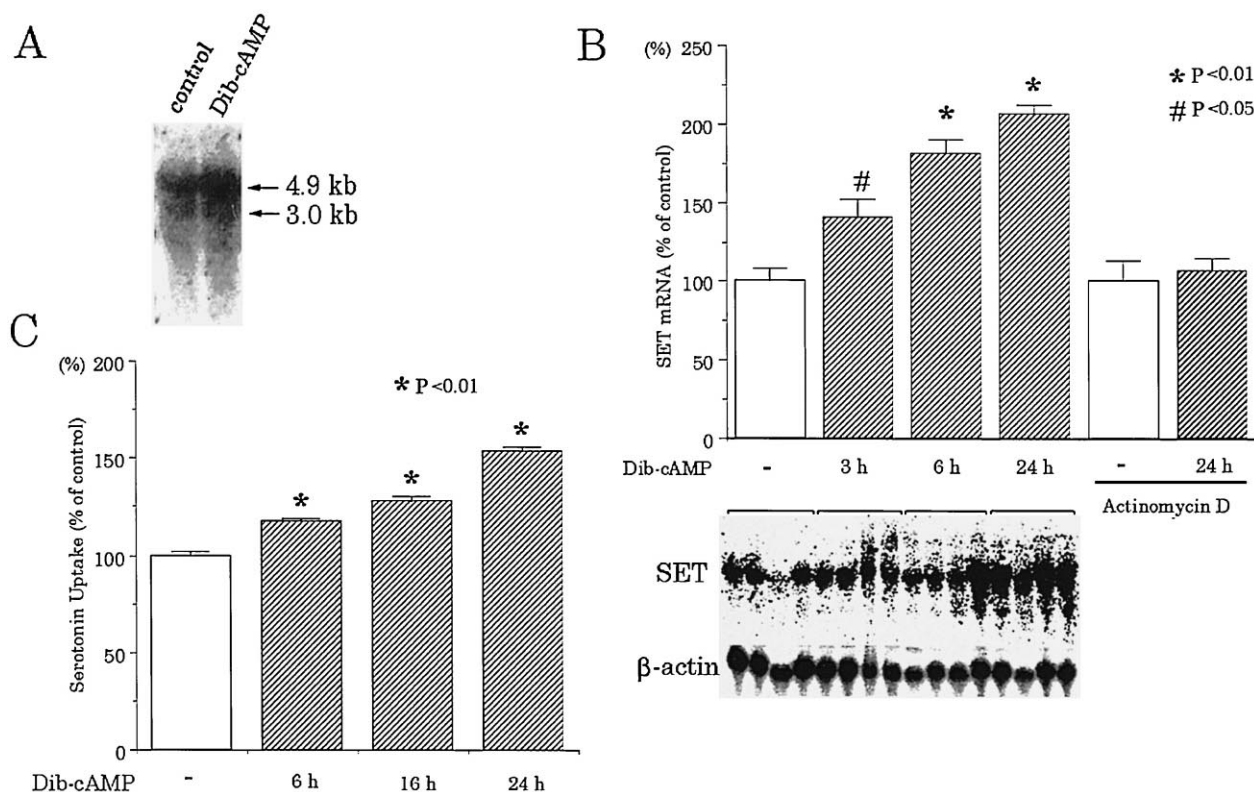 A
control
Dib-cAMP
4.9 kb
3.0 kb
B
(%)
250
200
150
100
50
0
SET mRNA (% of control)
* P<0.01
# P<0.05
#
*
*
Dib-cAMP - 3 h 6 h 24 h - 24 h
Actinomycin D
SET
β-actin
C
(%)
200
150
100
50
0
Serotonin Uptake (% of control)
* P<0.01
*
*
*
Dib-cAMP - 6 h 16 h 24 h